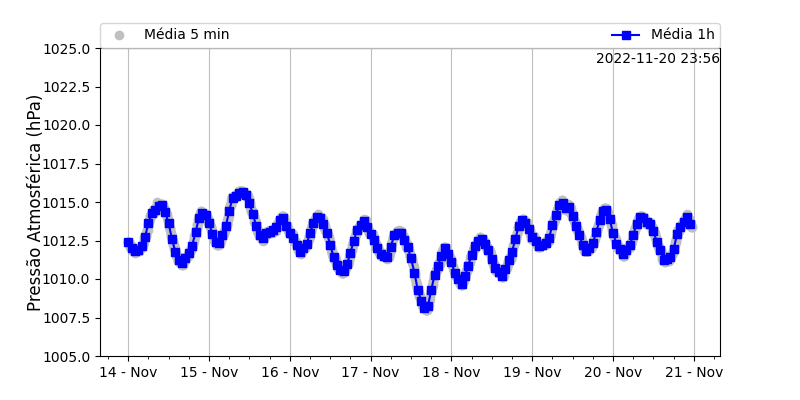 Média 5 min
Média 1h
2022-11-20 23:56
Pressão Atmosférica (hPa)
1025.0
1022.5
1020.0
1017.5
1015.0
1012.5
1010.0
1007.5
1005.0
14 - Nov
15 - Nov
16 - Nov
17 - Nov
18 - Nov
19 - Nov
20 - Nov
21 - Nov